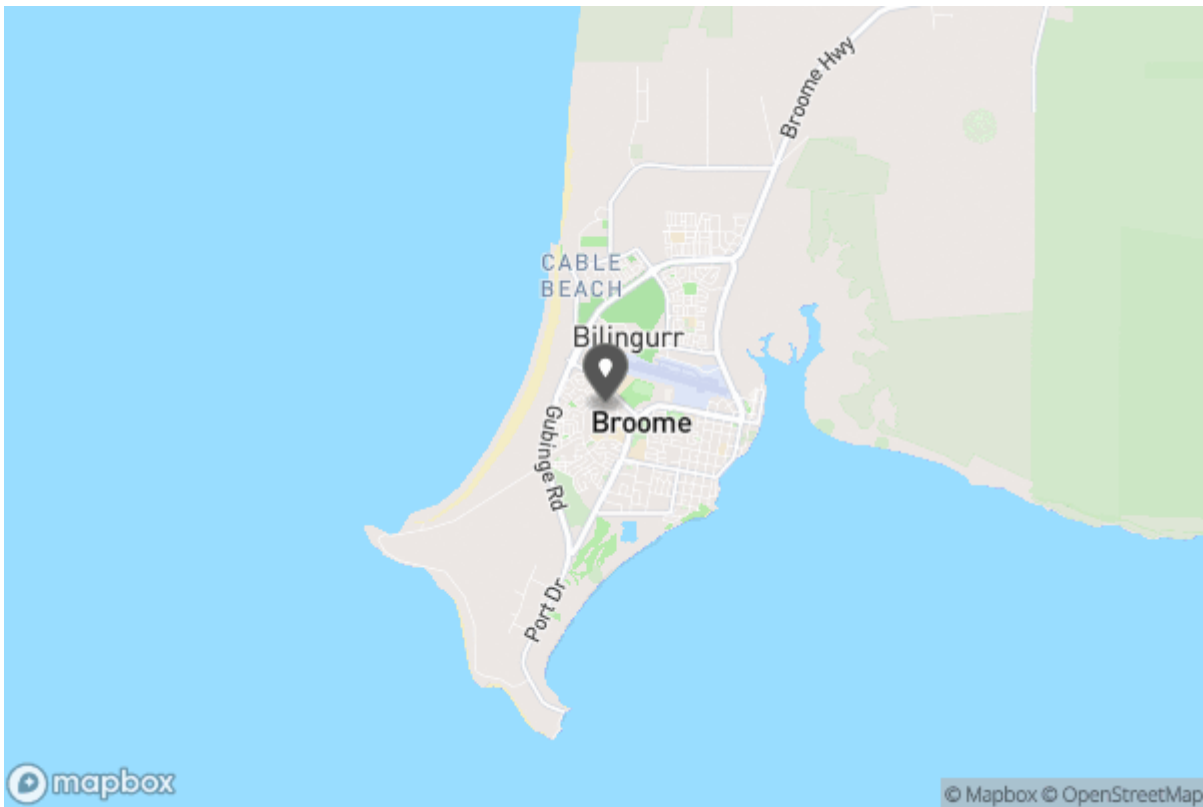 Broome Hwy
CABLE
BEACH
Bilingurr
Broome
Gubinge Rd
Port Dr
mapbox
© Mapbox © OpenStreetMap